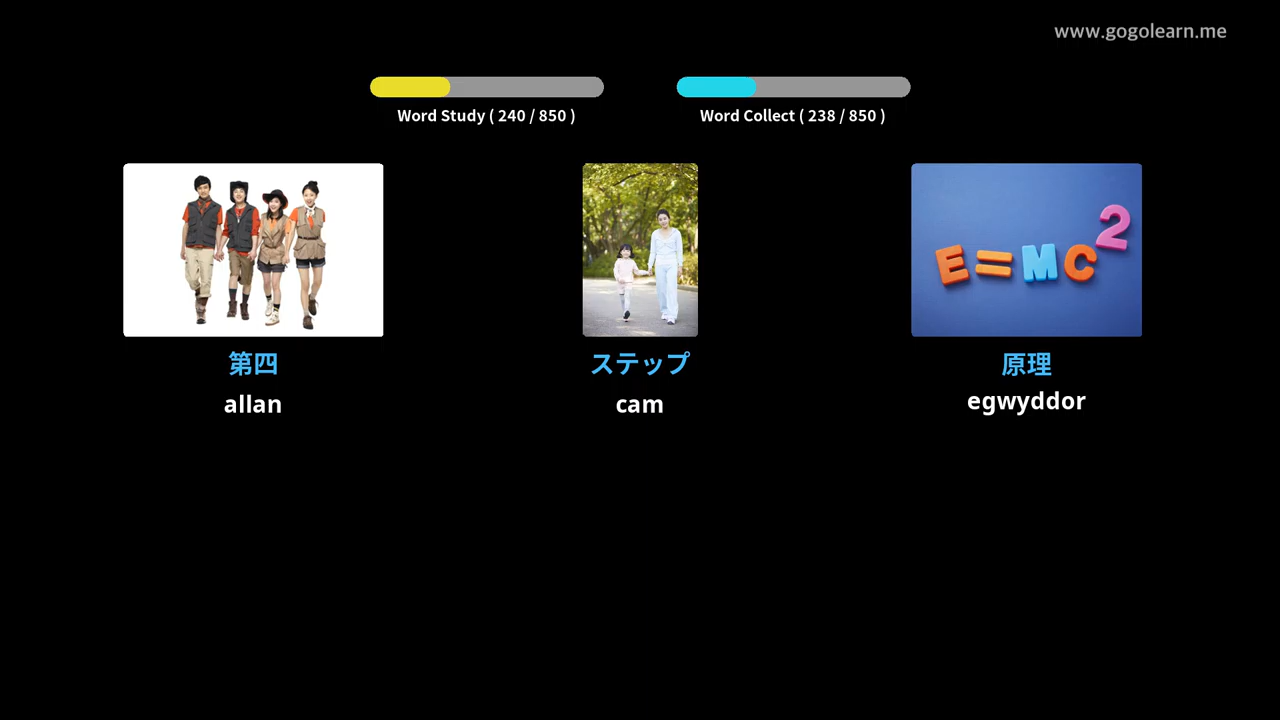 www.gogolearn.me
Word Study ( 240 / 850 )
Word Collect ( 238 / 850 )
E=MC2
第四
ステップ
原理
allan
cam
egwyddor